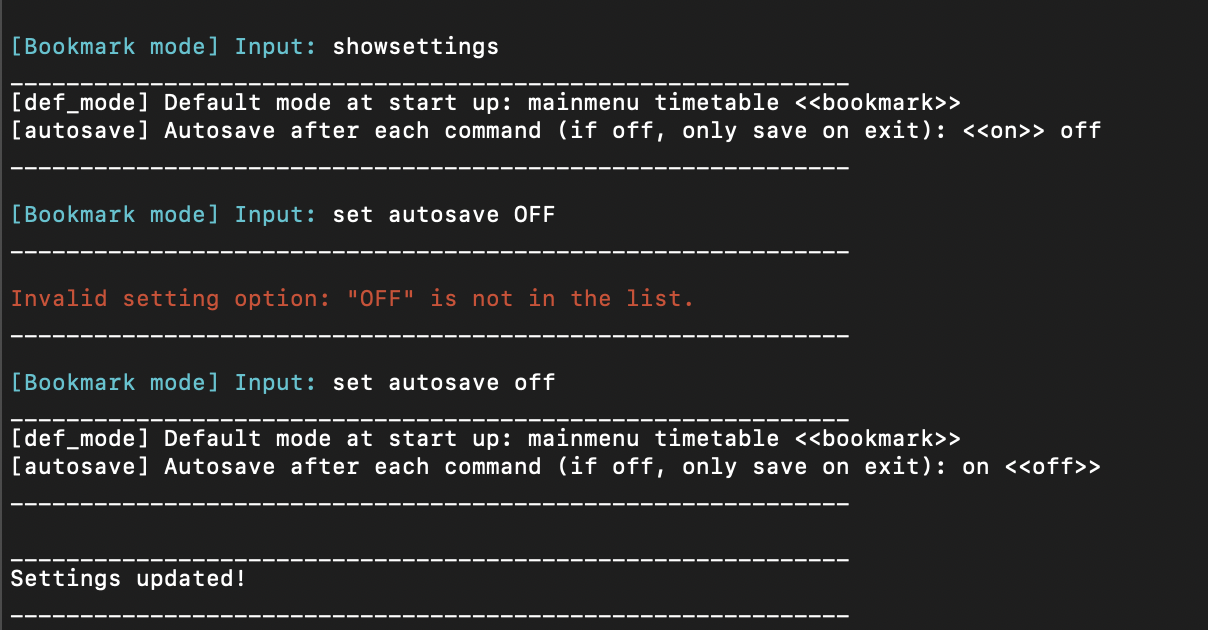 [Bookmark mode] Input: showsettings
____________________________________________________________
[def_mode] Default mode at start up: mainmenu timetable <<bookmark>>
[autosave] Autosave after each command (if off, only save on exit): <<on>> off
____________________________________________________________
[Bookmark mode] Input: set autosave OFF
____________________________________________________________
Invalid setting option: "OFF" is not in the list.
____________________________________________________________
[Bookmark mode] Input: set autosave off
____________________________________________________________
[def_mode] Default mode at start up: mainmenu timetable <<bookmark>>
[autosave] Autosave after each command (if off, only save on exit): on <<off>>
____________________________________________________________
____________________________________________________________
Settings updated!
____________________________________________________________